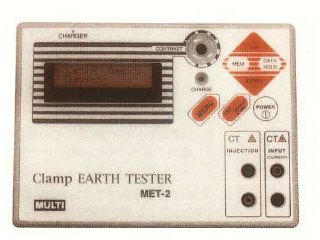 CHARGER
CONTRAST
MEM
DATA HOLD
CHARGE
POWER
CT
CT
INJECTION
INPUT
Clamp EARTH TESTER
MET-2
MULTI